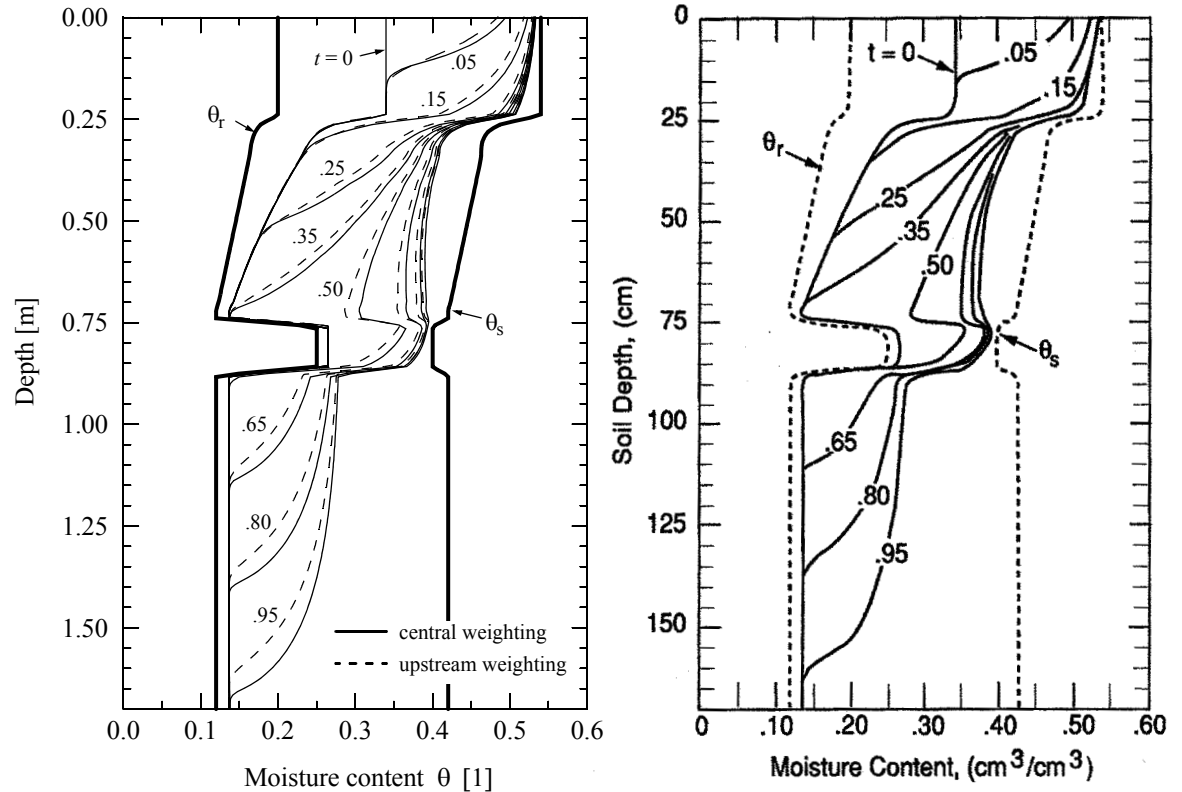 0.00
0.25
0.50
0.75
1.00
1.25
1.50
Depth [m]
t = 0
.05
.15
θr
.25
.35
.50
θs
.65
.80
.95
central weighting
upstream weighting
0.0 0.1 0.2 0.3 0.4 0.5 0.6
Moisture content θ [1]
0
25
50
75
100
125
150
Soil Depth, (cm)
t = 0
.05
.15
θr
.25
.35
.50
θs
.65
.80
.95
0 .10 .20 .30 .40 .50 .60
Moisture Content, (cm³/cm³)